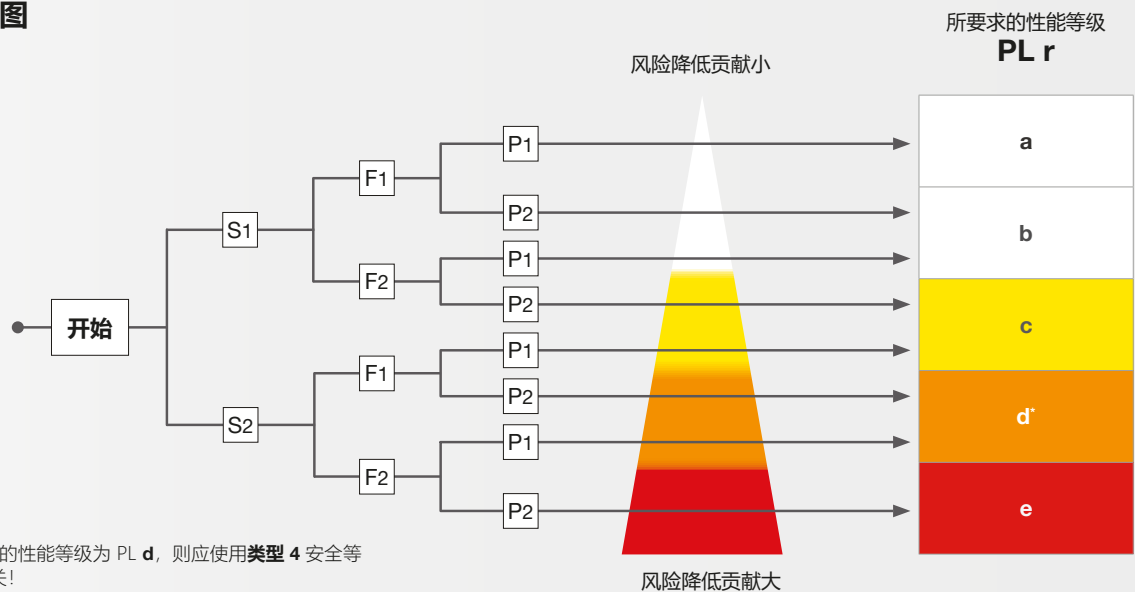 图
所要求的性能等级
PL r
风险降低贡献小
P1
a
F1
P2
b
S1
P1
F2
P2
c
开始
P1
F1
P2
d*
S2
P1
F2
P2
e
的性能等级为 PL d，则应使用类型 4 安全等
关！
风险降低贡献大